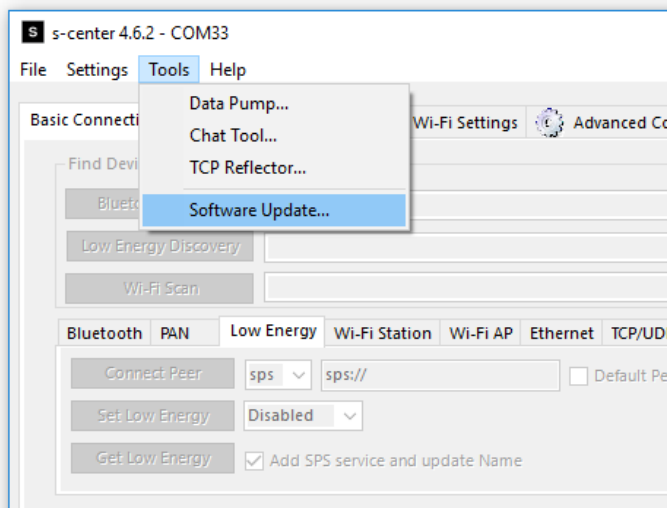 S s-center 4.6.2 - COM33
File Settings Tools Help
Data Pump...
Basic Connecti Wi-Fi Settings Advanced Co
Chat Tool...
Find Devi TCP Reflector...
Blueto Software Update...
Low Energy Discovery
Wi-Fi Scan
Bluetooth PAN Low Energy Wi-Fi Station Wi-Fi AP Ethernet TCP/UD
Connect Peer sps sps:// Default Pe
Set Low Energy Disabled
Get Low Energy Add SPS service and update Name